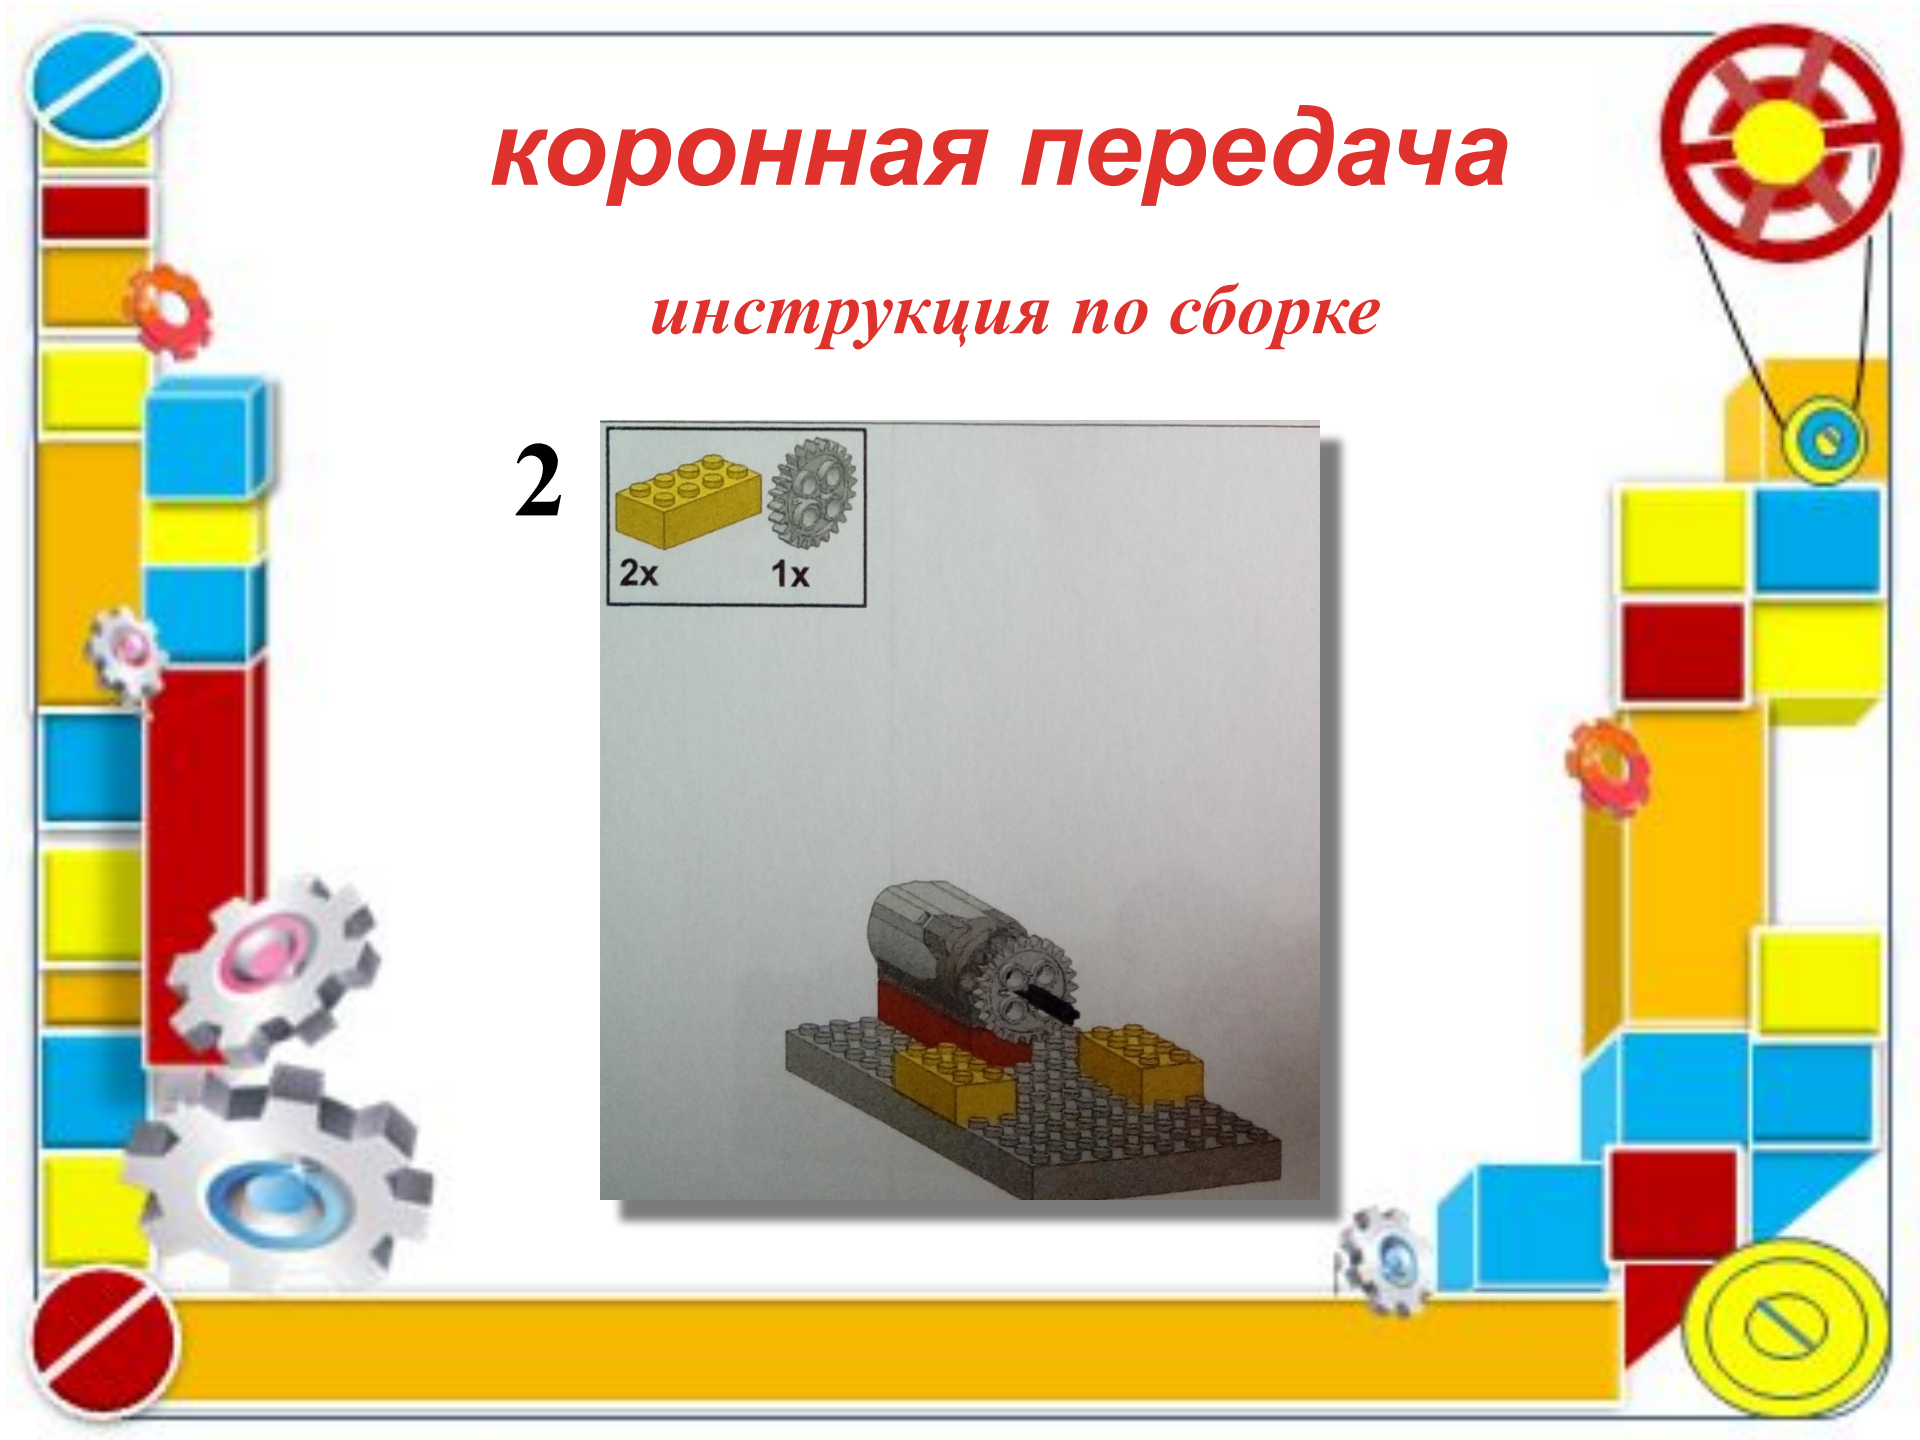 коронная передача
инструкция по сборке
2
2x 1x